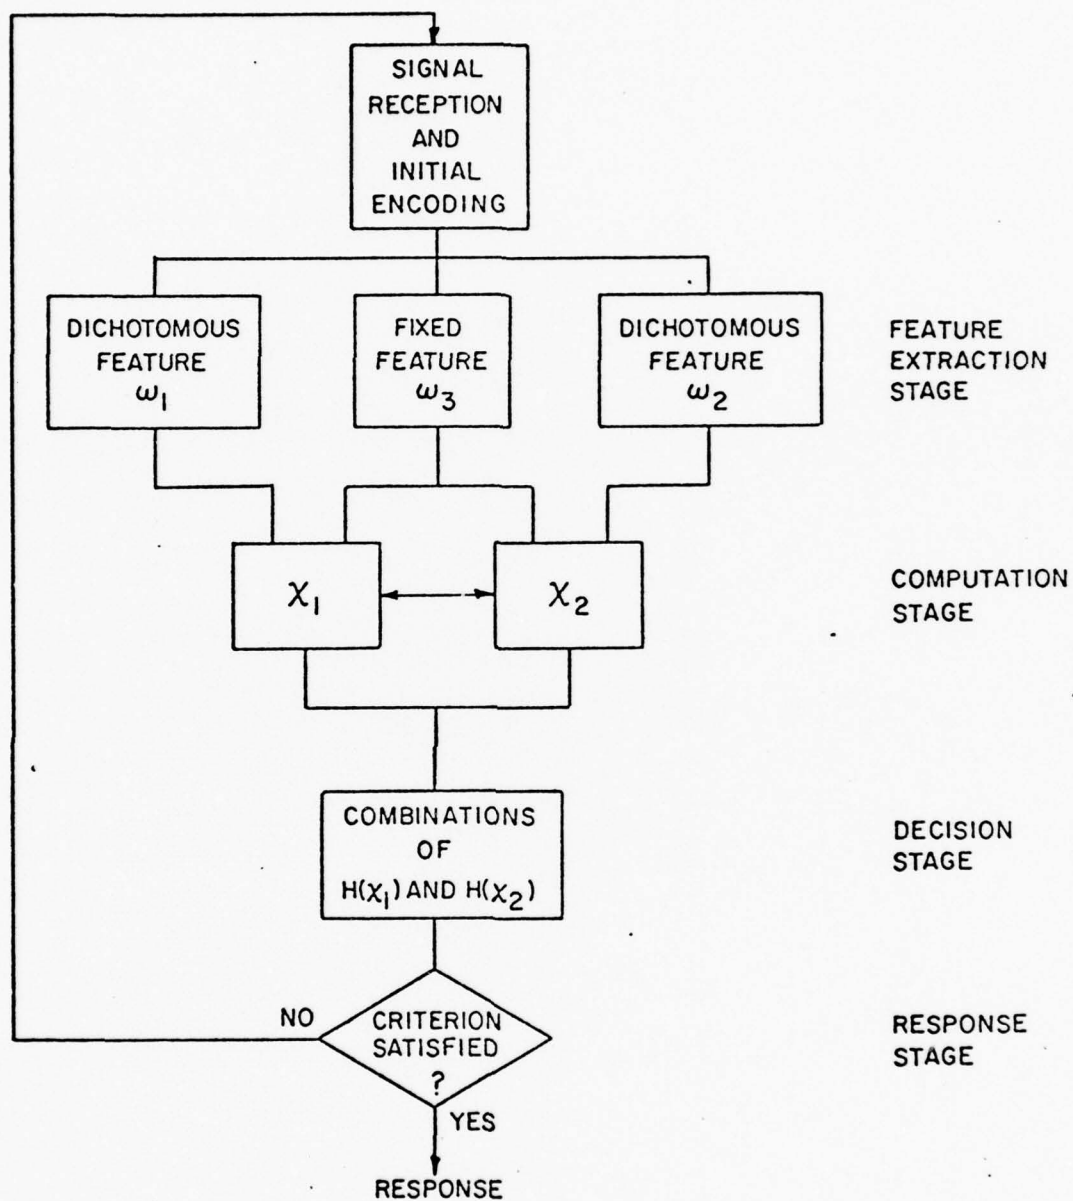 SIGNAL
RECEPTION
AND
INITIAL
ENCODING
DICHOTOMOUS
FEATURE
ω₁
FIXED
FEATURE
ω₃
DICHOTOMOUS
FEATURE
ω₂
FEATURE
EXTRACTION
STAGE
χ₁
χ₂
COMPUTATION
STAGE
COMBINATIONS
OF
H(χ₁) AND H(χ₂)
DECISION
STAGE
NO
CRITERION
SATISFIED
?
RESPONSE
STAGE
YES
RESPONSE